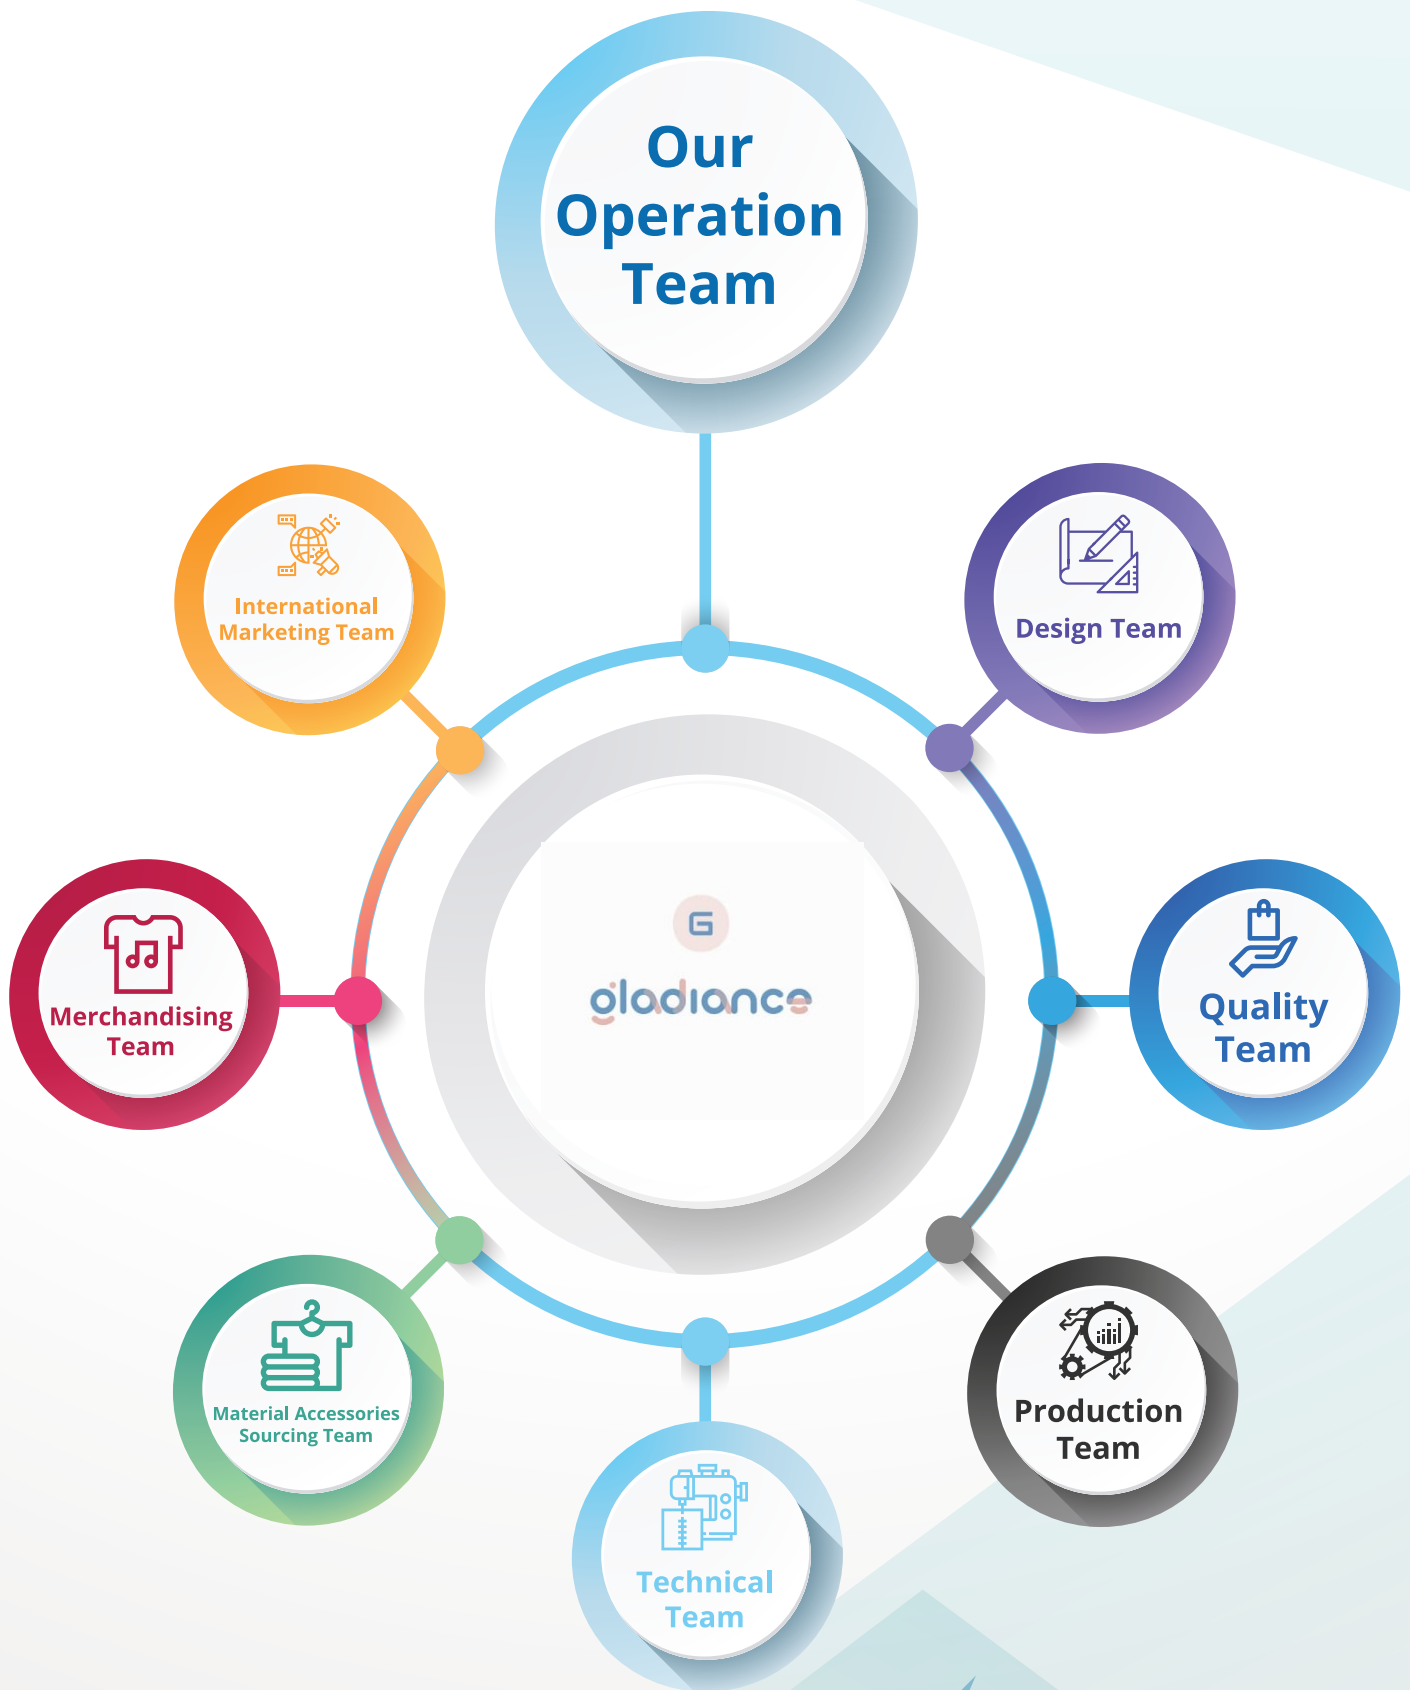 Our
Operation
Team
International
Marketing Team
Design Team
Merchandising
Team
G
gladiance
Quality
Team
Material Accessories
Sourcing Team
Production
Team
Technical
Team